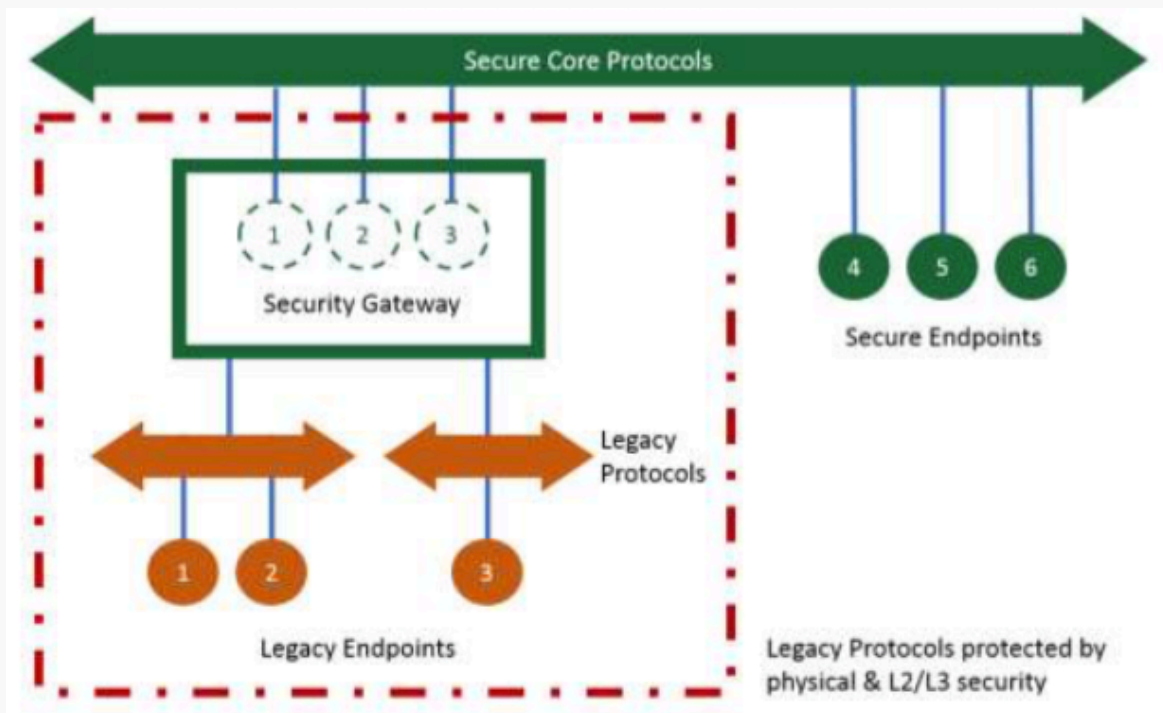 Secure Core Protocols
1 2 3
Security Gateway
4 5 6
Secure Endpoints
Legacy
Protocols
1 2 3
Legacy Endpoints
Legacy Protocols protected by
physical & L2/L3 security